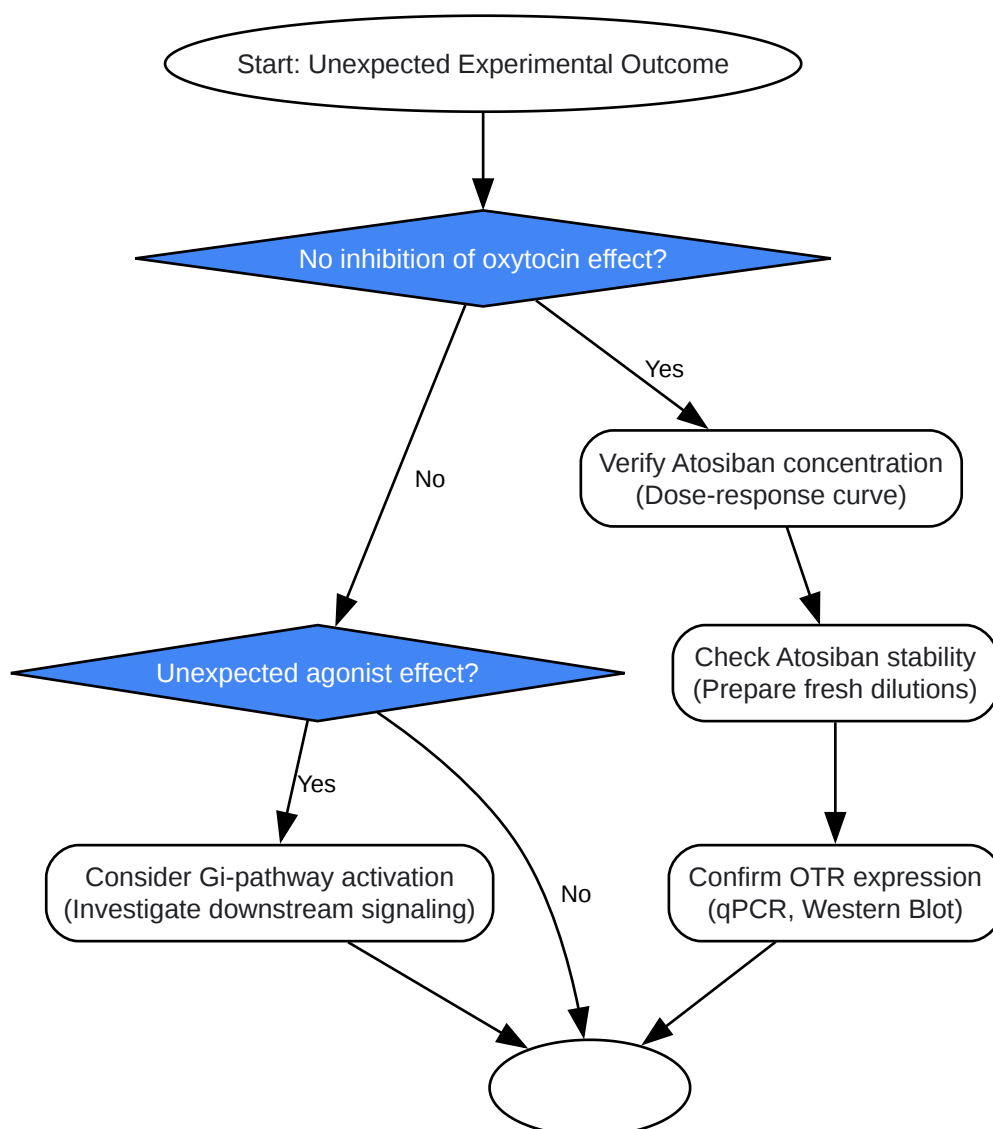 Start: Unexpected Experimental Outcome
No inhibition of oxytocin effect?
Yes
Verify Atosiban concentration
(Dose-response curve)
No
Unexpected agonist effect?
Check Atosiban stability
(Prepare fresh dilutions)
Yes
Consider Gi-pathway activation
(Investigate downstream signaling)
No
Confirm OTR expression
(qPCR, Western Blot)